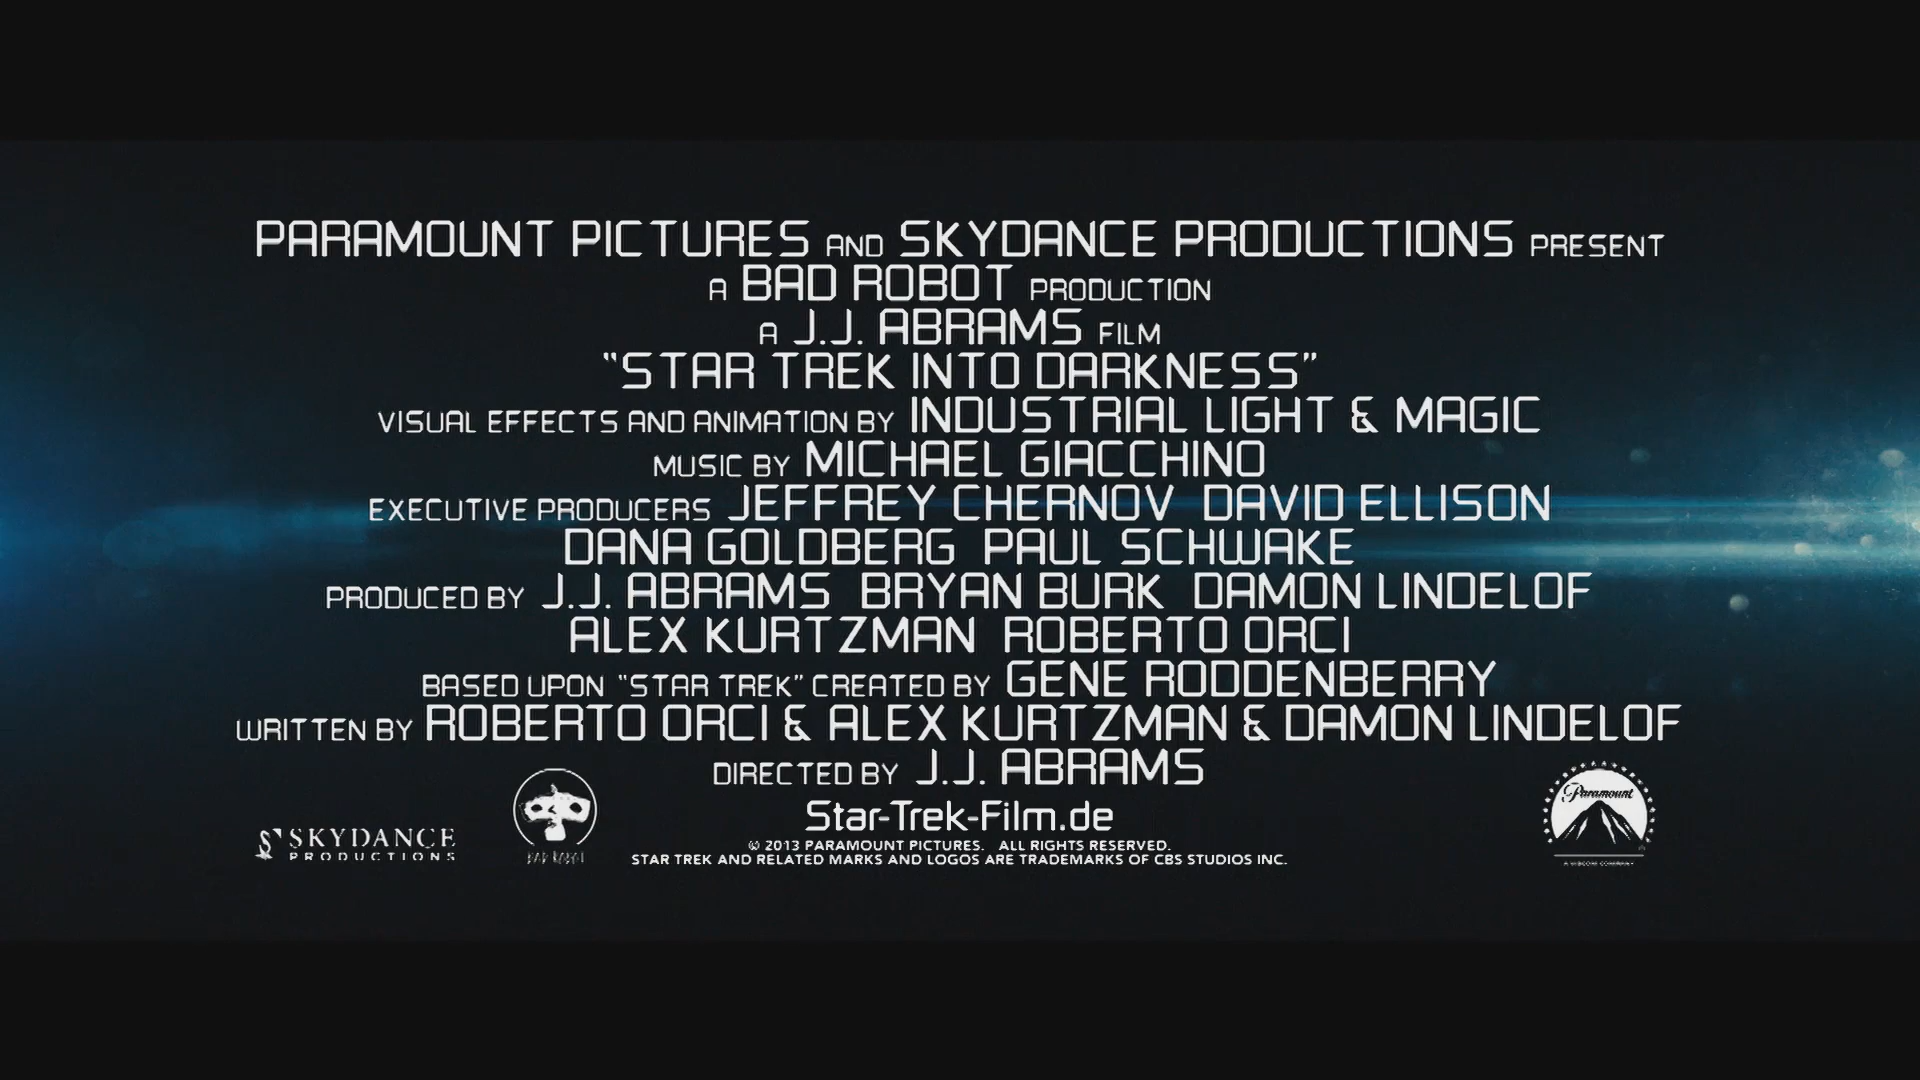 PARAMOUNT PICTURES AND SKYDANCE PRODUCTIONS PRESENT
A BAD ROBOT PRODUCTION
A J.J. ABRAMS FILM
“STAR TREK INTO DARKNESS”
VISUAL EFFECTS AND ANIMATION BY INDUSTRIAL LIGHT & MAGIC
MUSIC BY MICHAEL GIACCHINO
EXECUTIVE PRODUCERS JEFFREY CHERNOV DAVID ELLISON
DANA GOLDBERG PAUL SCHWAKE
PRODUCED BY J.J. ABRAMS BRYAN BURK DAMON LINDELOF
ALEX KURTZMAN ROBERTO ORCI
BASED UPON “STAR TREK” CREATED BY GENE RODDENBERRY
WRITTEN BY ROBERTO ORCI & ALEX KURTZMAN & DAMON LINDELOF
DIRECTED BY J.J. ABRAMS
Star-Trek-Film.de
© 2013 PARAMOUNT PICTURES. ALL RIGHTS RESERVED.
STAR TREK AND RELATED MARKS AND LOGOS ARE TRADEMARKS OF CBS STUDIOS INC.
SKYDANCE
PRODUCTIONS
BAD ROBOT
Paramount